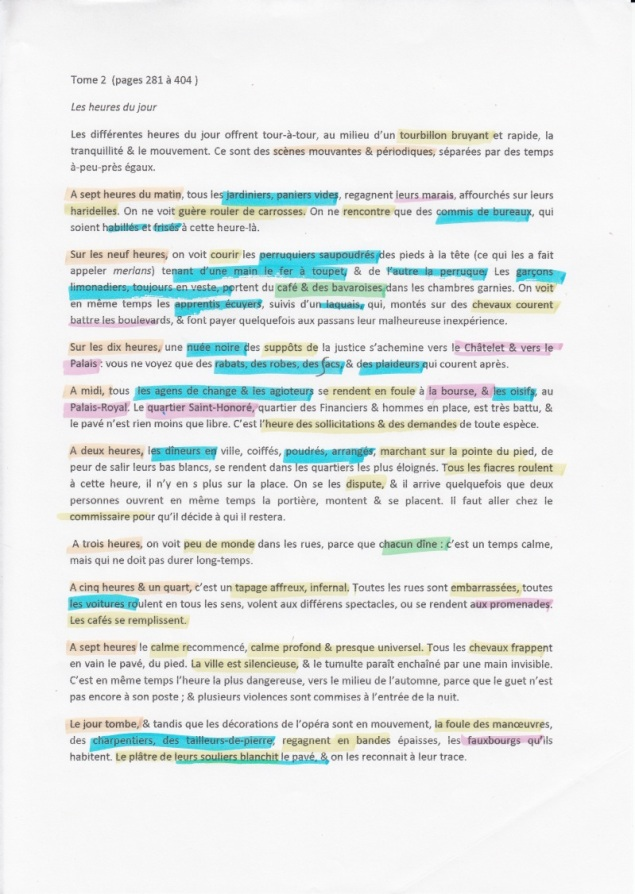 Tome 2 (pages 281 à 404 )
Les heures du jour
Les différentes heures du jour offrent tour-à-tour, au milieu d'un tourbillon bruyant et rapide, la
tranquillité & le mouvement. Ce sont des scènes mouvantes & périodiques, séparées par des temps
à-peu-près égaux.
A sept heures du matin, tous les jardiniers, paniers vides, regagnent leurs marais, affourchés sur leurs
haridelles. On ne voit guère rouler de carrosses. On ne rencontre que des commis de bureaux, qui
soient habillés et frisés à cette heure-là.
Sur les neuf heures, on voit courir les perruquiers saupoudrés des pieds à la tête (ce qui les a fait
appeler merlans) tenant d'une main le fer à toupet, & de l'autre la perruque. Les garçons
limonadiers, toujours en veste, portent du café & des bavaroises dans les chambres garnies. On voit
en même temps les apprentis écuyers, suivis d'un laquais, qui, montés sur des chevaux courent
battre les boulevards, & font payer quelquefois aux passans leur malheureuse inexpérience.
Sur les dix heures, une nuée noire des suppôts de la justice s'achemine vers le Châtelet & vers le
Palais : vous ne voyez que des rabats, des robes, des sacs, & des plaideurs qui courent après.
A midi, tous les agens de change & les agioteurs se rendent en foule à la bourse, & les oisifs, au
Palais-Royal. Le quartier Saint-Honoré, quartier des Financiers & hommes en place, est très battu, &
le pavé n'est rien moins que libre. C'est l'heure des sollicitations & des demandes de toute espèce.
A deux heures, les dîneurs en ville, coiffés, poudrés, arrangés, marchant sur la pointe du pied, de
peur de salir leurs bas blancs, se rendent dans les quartiers les plus éloignés. Tous les fiacres roulent
à cette heure, il n'y en s plus sur la place. On se les dispute, & il arrive quelquefois que deux
personnes ouvrent en même temps la portière, montent & se placent. Il faut aller chez le
commissaire pour qu'il décide à qui il restera.
A trois heures, on voit peu de monde dans les rues, parce que chacun dîne : c'est un temps calme,
mais qui ne doit pas durer long-temps.
A cinq heures & un quart, c'est un tapage affreux, infernal. Toutes les rues sont embarrassées, toutes
les voitures roulent en tous les sens, volent aux différens spectacles, ou se rendent aux promenades.
Les cafés se remplissent.
A sept heures le calme recommencé, calme profond & presque universel. Tous les chevaux frappent
en vain le pavé, du pied. La ville est silencieuse, & le tumulte paraît enchaîné par une main invisible.
C'est en même temps l'heure la plus dangereuse, vers le milieu de l'automne, parce que le guet n'est
pas encore à son poste ; & plusieurs violences sont commises à l'entrée de la nuit.
Le jour tombe, & tandis que les décorations de l'opéra sont en mouvement, la foule des manœuvres,
des charpentiers, des tailleurs-de-pierre, regagnent en bandes épaisses, les fauxbourgs qu'ils
habitent. Le plâtre de leurs souliers blanchit le pavé, & on les reconnait à leur trace.